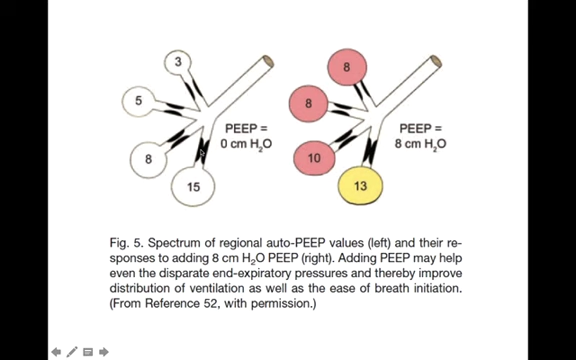 3
8
5
8
PEEP =
0 cm H₂O
PEEP =
8 cm H₂O
8
10
15
13
Fig. 5. Spectrum of regional auto-PEEP values (left) and their re-
sponses to adding 8 cm H₂O PEEP (right). Adding PEEP may help
even the disparate end-expiratory pressures and thereby improve
distribution of ventilation as well as the ease of breath initiation.
(From Reference 52, with permission.)